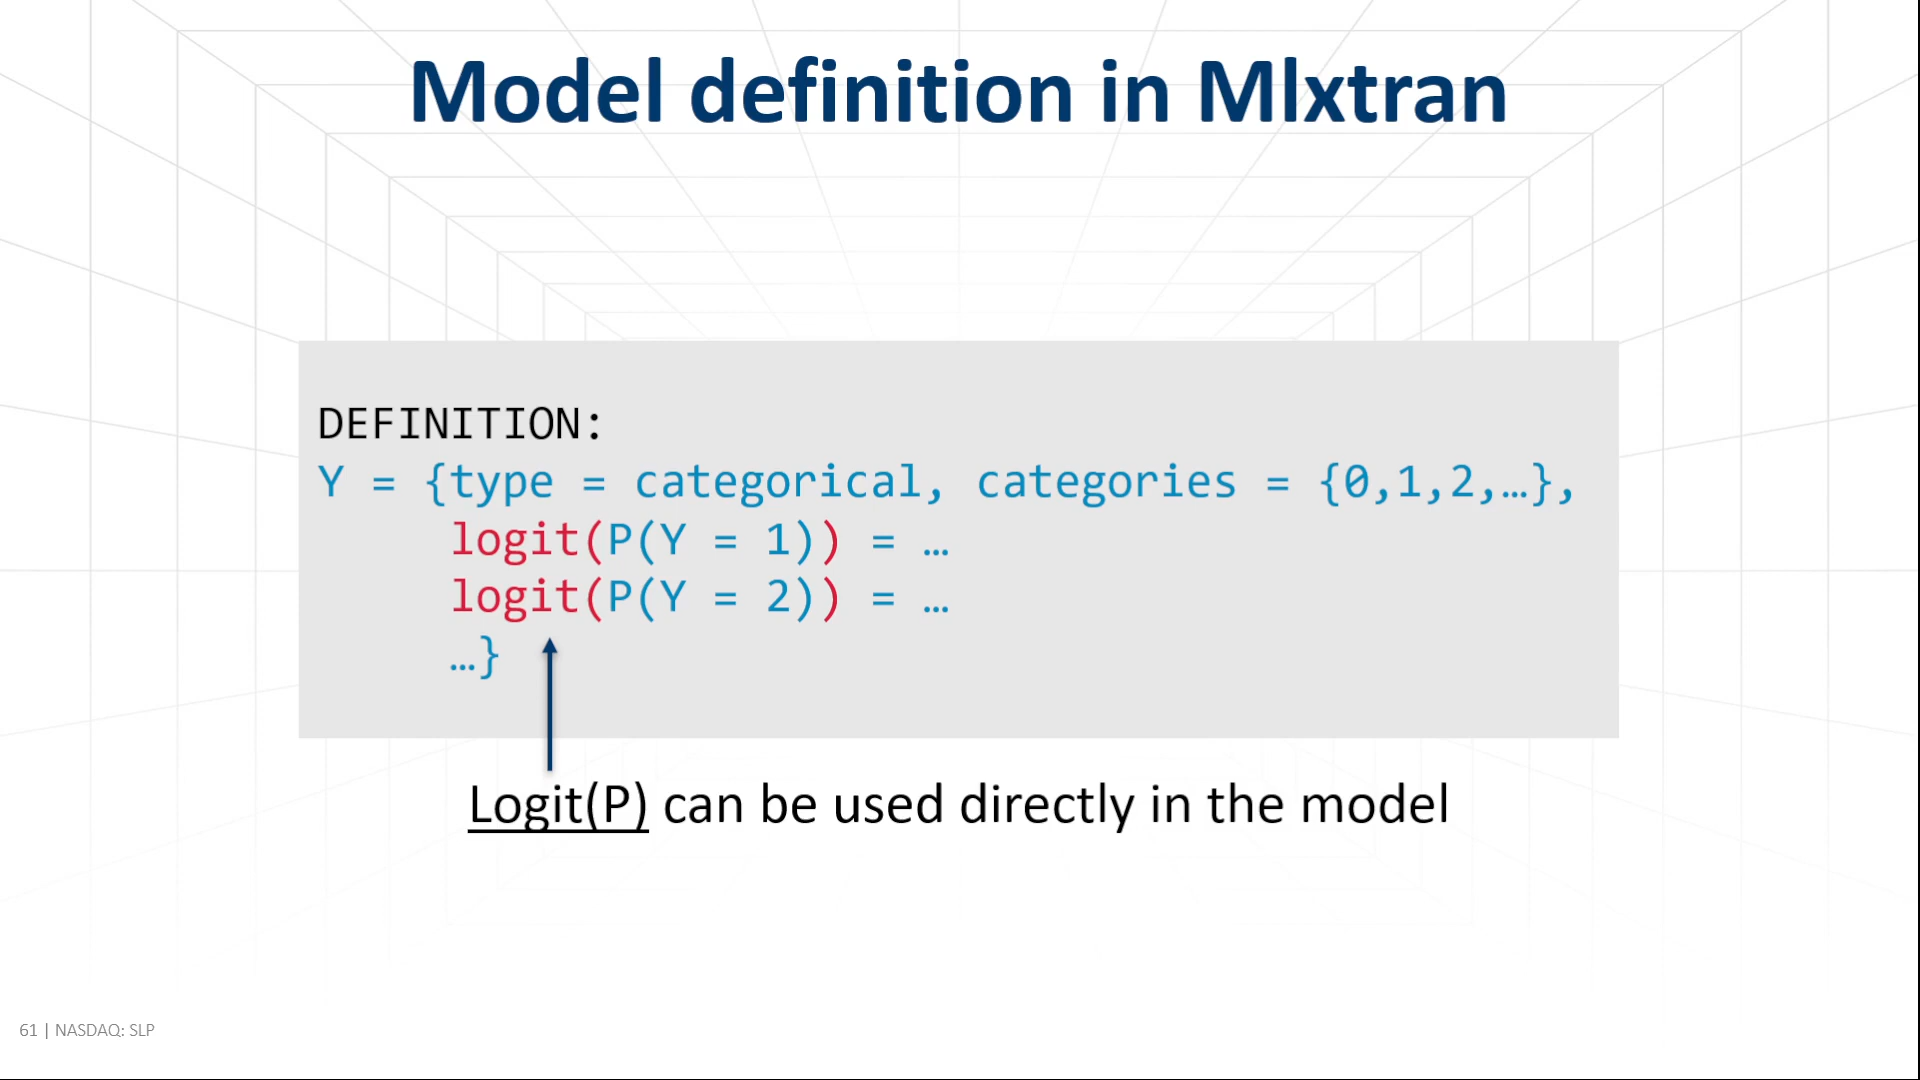 Model definition in Mlxtran
DEFINITION:
Y = {type = categorical, categories = {0,1,2,…},
logit(P(Y = 1)) = …
logit(P(Y = 2)) = …
…}
Logit(P) can be used directly in the model
61 | NASDAQ: SLP